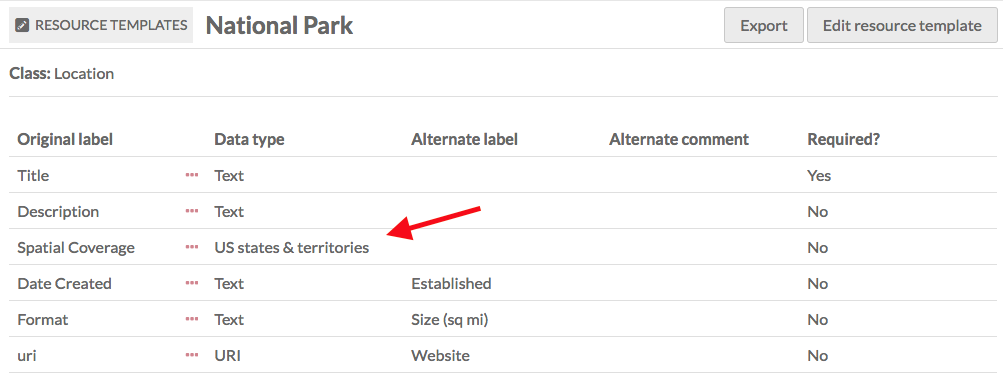 RESOURCE TEMPLATES National Park Export Edit resource template
Class: Location
Original label Data type Alternate label Alternate comment Required?
Title Text Yes
Description Text No
Spatial Coverage US states & territories No
Date Created Text Established No
Format Text Size (sq mi) No
uri URI Website No